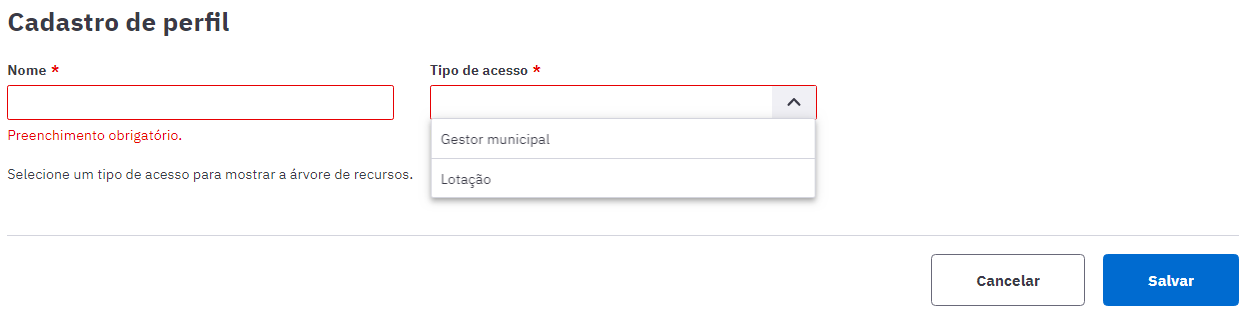 Cadastro de perfil
Nome *
Tipo de acesso *
Preenchimento obrigatório.
Gestor municipal
Selecione um tipo de acesso para mostrar a árvore de recursos.
Lotação
Cancelar
Salvar